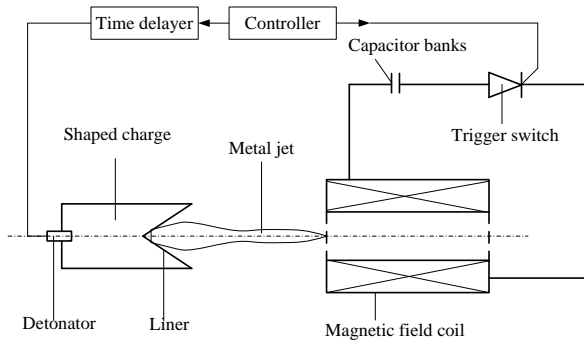 Time delayer
Controller
Capacitor banks
Trigger switch
Shaped charge
Metal jet
Detonator
Liner
Magnetic field coil